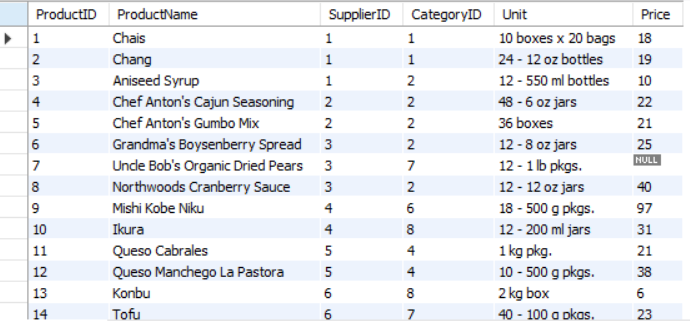 ProductID ProductName SupplierID CategoryID Unit Price
1 Chais 1 1 10 boxes x 20 bags 18
2 Chang 1 1 24 - 12 oz bottles 19
3 Aniseed Syrup 1 2 12 - 550 ml bottles 10
4 Chef Anton's Cajun Seasoning 2 2 48 - 6 oz jars 22
5 Chef Anton's Gumbo Mix 2 2 36 boxes 21
6 Grandma's Boysenberry Spread 3 2 12 - 8 oz jars 25
7 Uncle Bob's Organic Dried Pears 3 7 12 - 1 lb pkgs. NULL
8 Northwoods Cranberry Sauce 3 2 12 - 12 oz jars 40
9 Mishi Kobe Niku 4 6 18 - 500 g pkgs. 97
10 Ikura 4 8 12 - 200 ml jars 31
11 Queso Cabrales 5 4 1 kg pkg. 21
12 Queso Manchego La Pastora 5 4 10 - 500 g pkgs. 38
13 Konbu 6 8 2 kg box 6
14 Tofu 6 7 40 - 100 g pkgs. 23